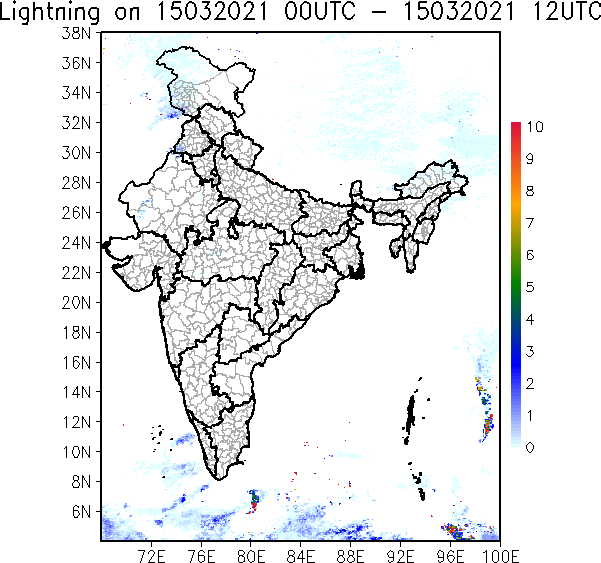 Lightning on 15032021 00UTC – 15032021 12UTC
38N
36N
34N
32N
30N
28N
26N
24N
22N
20N
18N
16N
14N
12N
10N
8N
6N
72E 76E 80E 84E 88E 92E 96E 100E
10
9
8
7
6
5
4
3
2
1
0